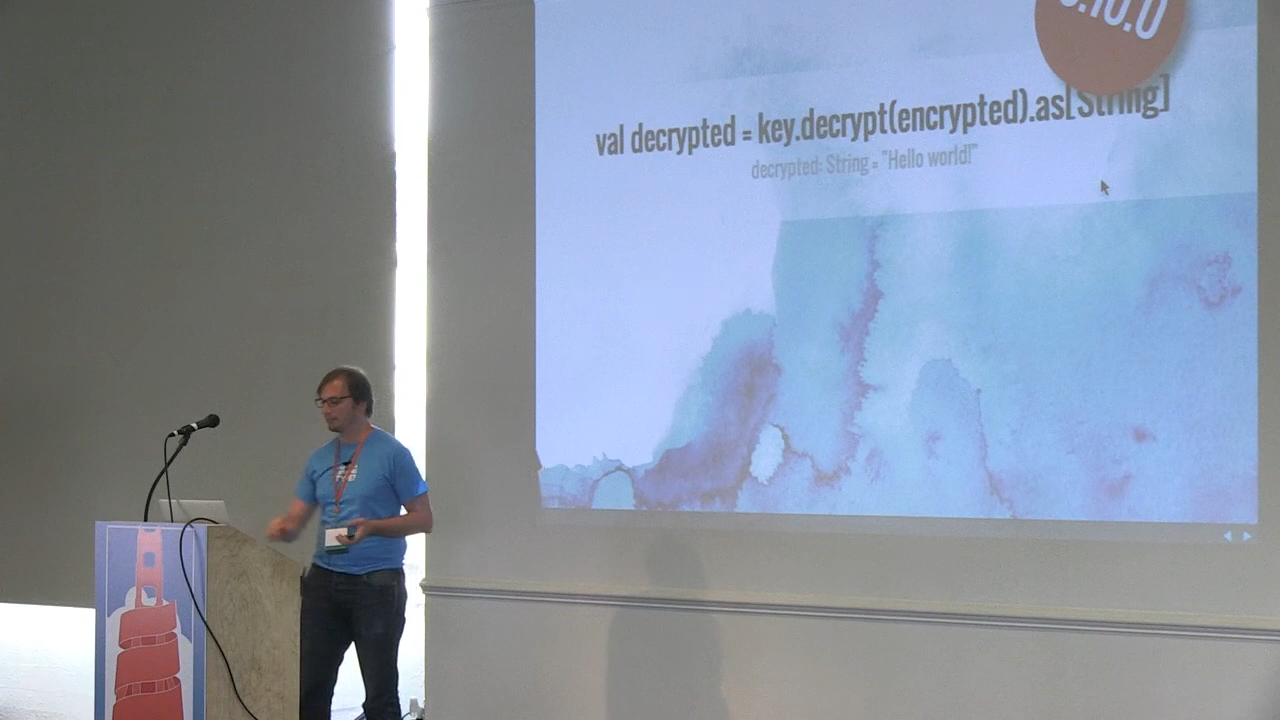 val decrypted = key.decrypt(encrypted).as[String]
decrypted: String = "Hello world!"